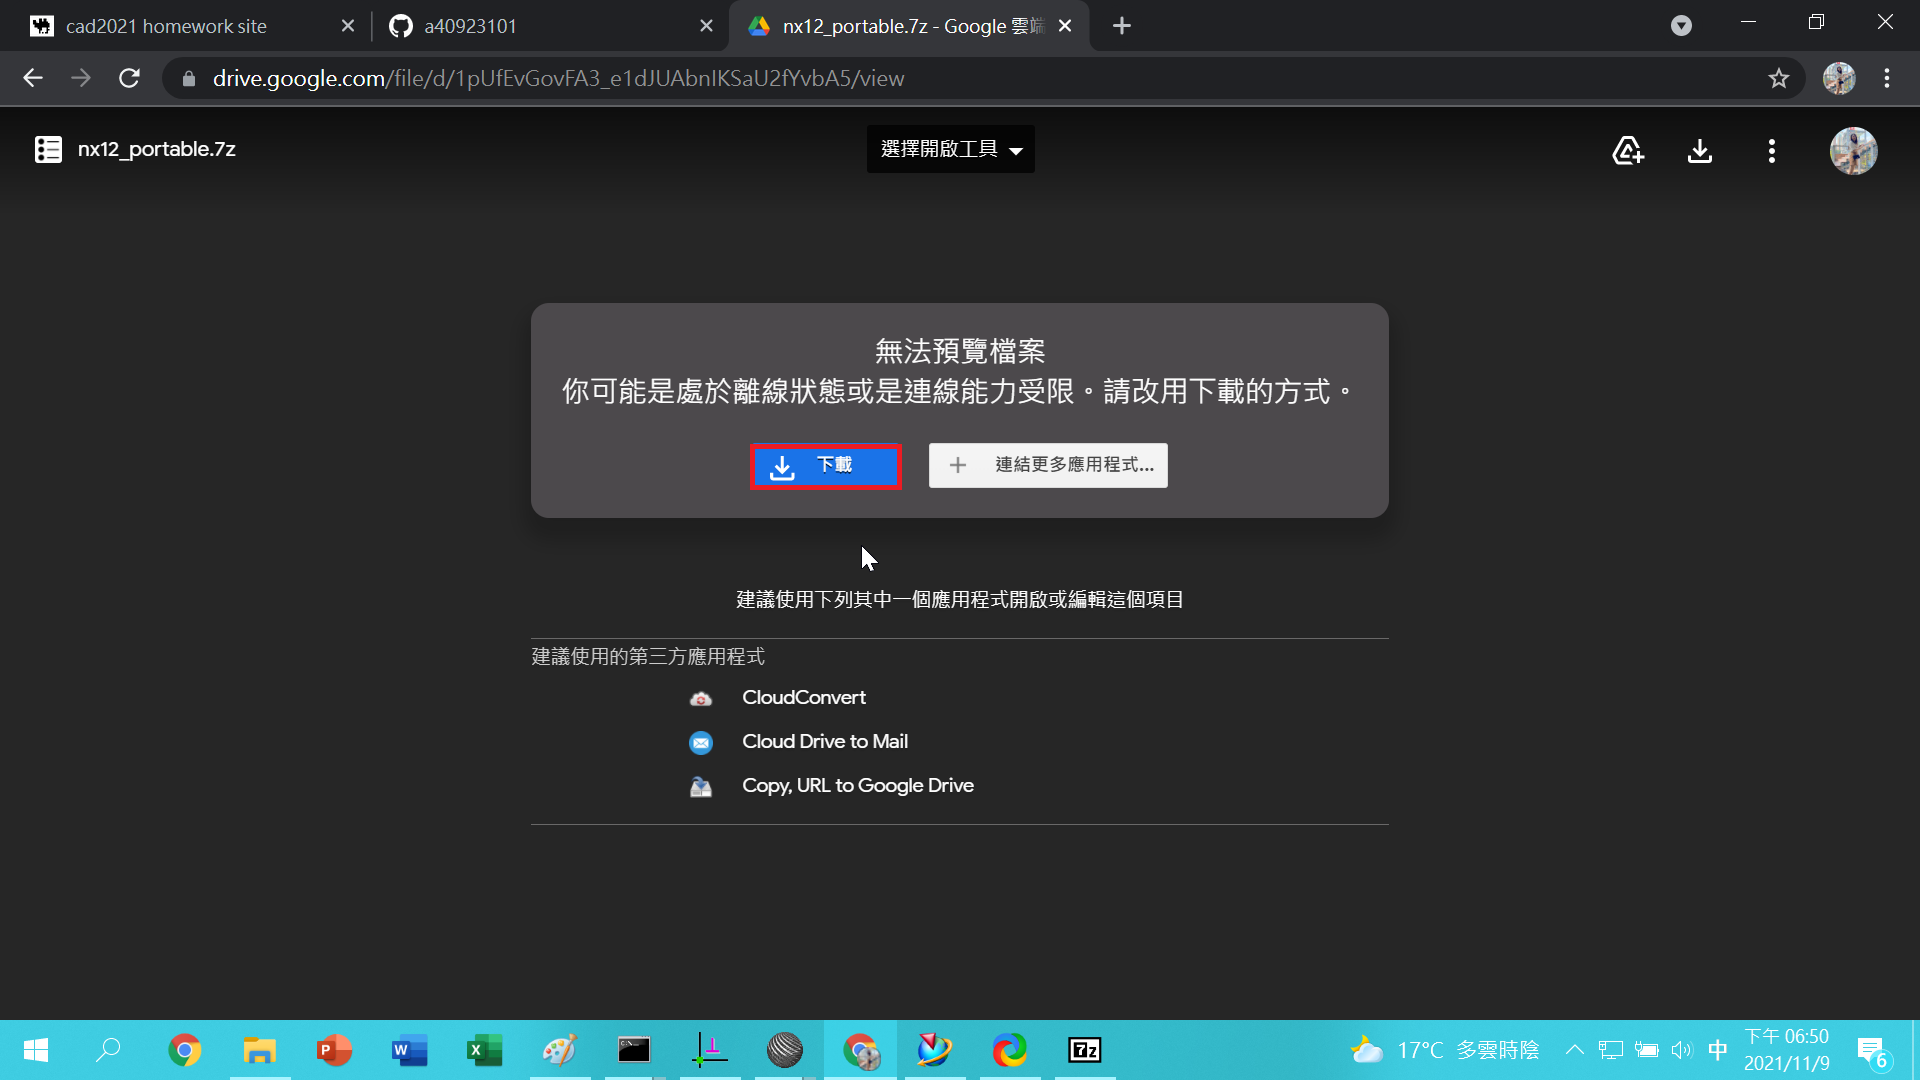 cad2021 homework site
a40923101
nx12_portable.7z - Google 雲端
drive.google.com/file/d/1pUfEvGovFA3_e1dJUAbnIKSaU2fYvbA5/view
nx12_portable.7z
選擇開啟工具
無法預覽檔案
你可能是處於離線狀態或是連線能力受限。請改用下載的方式。
下載
連結更多應用程式...
建議使用下列其中一個應用程式開啟或編輯這個項目
建議使用的第三方應用程式
CloudConvert
Cloud Drive to Mail
Copy, URL to Google Drive
17°C 多雲時陰
中
下午 06:50
2021/11/9
6